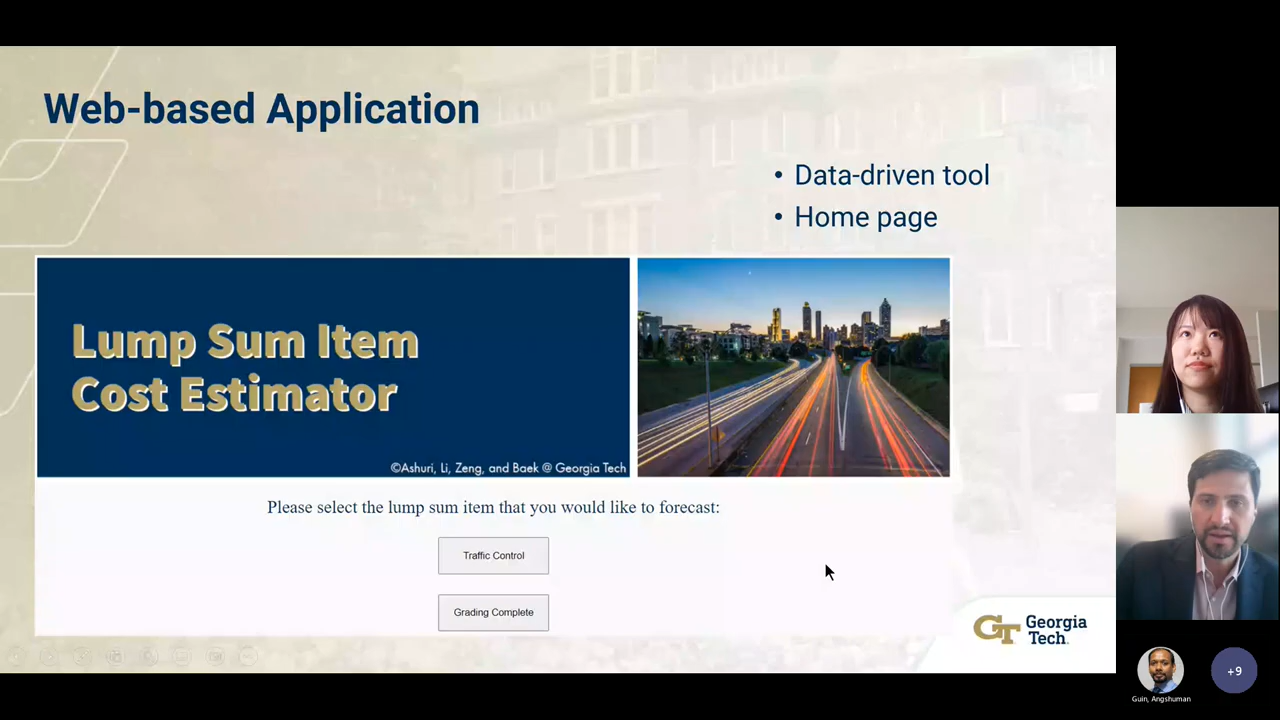 Web-based Application
• Data-driven tool
• Home page
Lump Sum Item
Cost Estimator
©Ashuri, Li, Zeng, and Baek @ Georgia Tech
Please select the lump sum item that you would like to forecast:
Traffic Control
Grading Complete
GT Georgia
Tech
Guin, Angshuman
+9